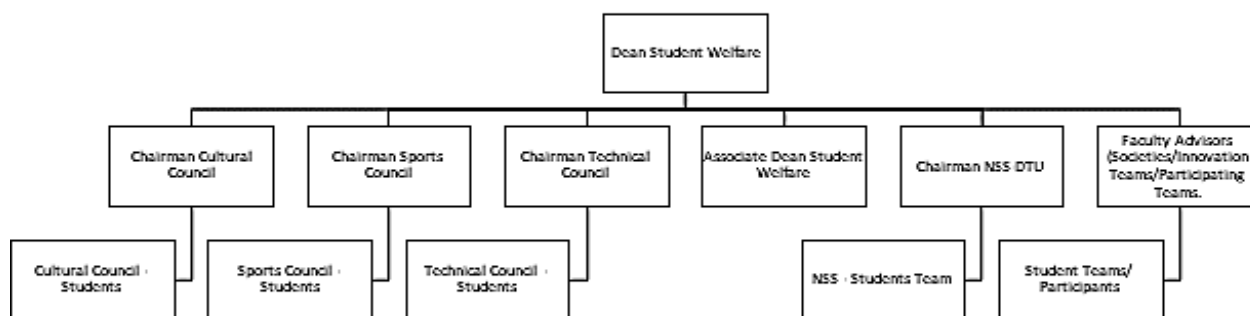 Dean Student Welfare
Chairman Cultural
Council
Chairman Sports
Council
Chairman Technical
Council
Associate Dean Student
Welfare
Chairman NSS DTU
Faculty Advisors
(Societies/Innovation
Teams/Participating
Teams.
Cultural Council -
Students
Sports Council -
Students
Technical Council -
Students
NSS - Students Team
Student Teams/
Participants